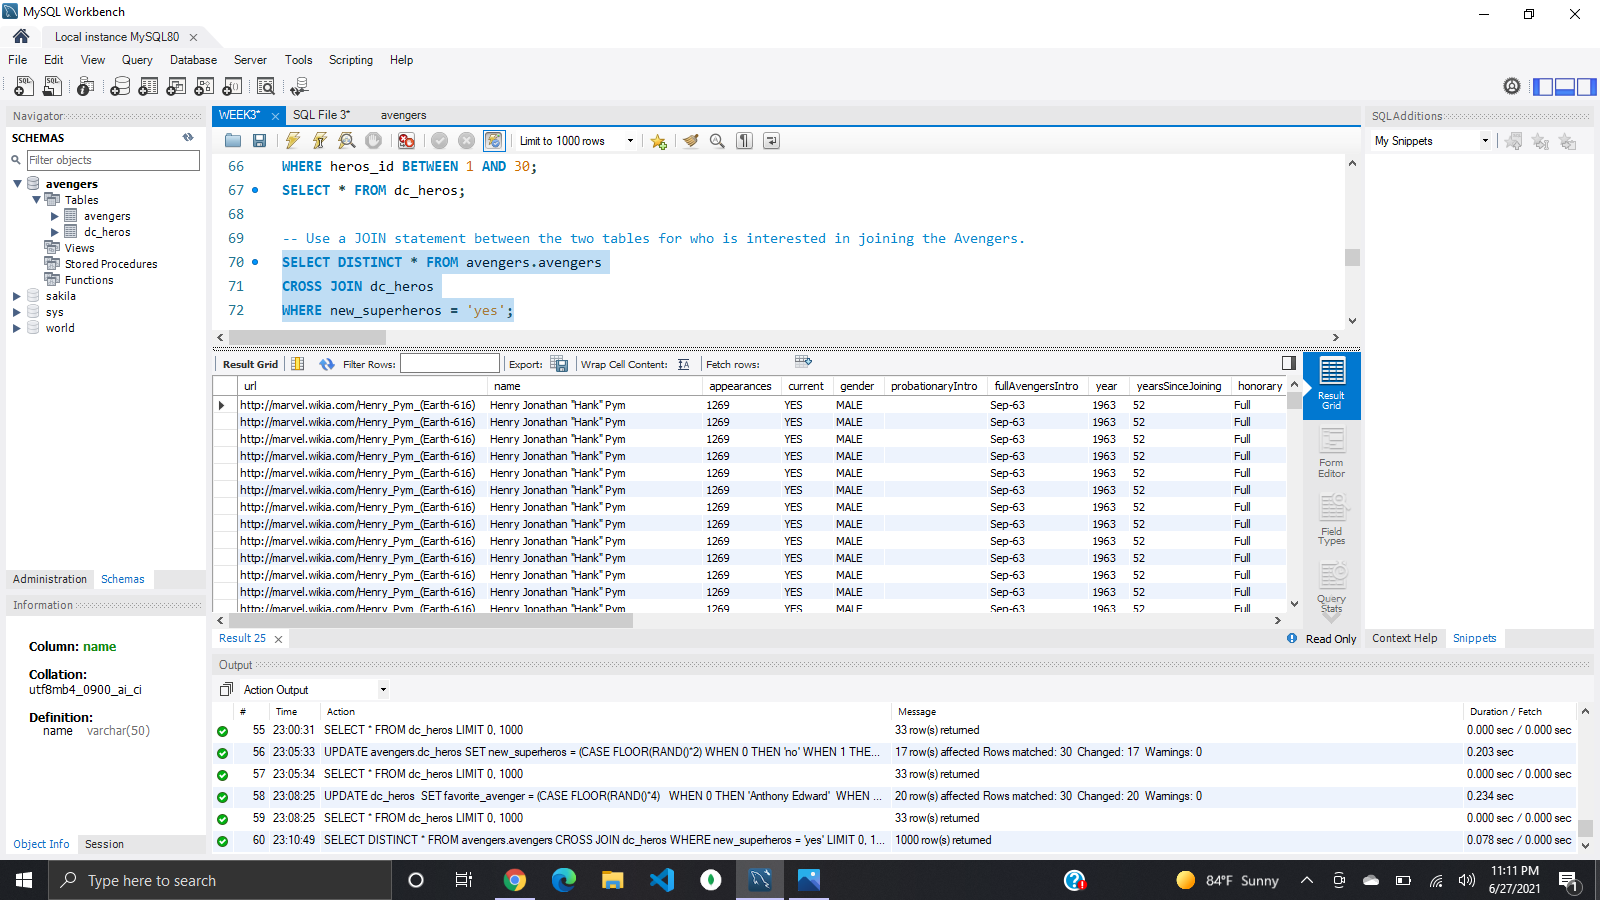 MySQL Workbench
Local instance MySQL80
File Edit View Query Database Server Tools Scripting Help
Navigator
SCHEMAS
Filter objects
avengers
Tables
avengers
dc_heros
Views
Stored Procedures
Functions
sakila
sys
world
Administration Schemas
Information
Column: name
Collation:
utf8mb4_0900_ai_ci
Definition:
name varchar(50)
Object Info Session
WEEK3* SQL File 3* avengers
Limit to 1000 rows
66 WHERE heros_id BETWEEN 1 AND 30;
67 SELECT * FROM dc_heros;
68
69 -- Use a JOIN statement between the two tables for who is interested in joining the Avengers.
70 SELECT DISTINCT * FROM avengers.avengers
71 CROSS JOIN dc_heros
72 WHERE new_superheros = 'yes';
Result Grid Filter Rows: Export: Wrap Cell Content: Fetch rows:
url name appearances current gender probationaryIntro fullAvengersIntro year yearsSinceJoining honorary
http://marvel.wikia.com/Henry_Pym_(Earth-616) Henry Jonathan "Hank" Pym 1269 YES MALE Sep-63 1963 52 Full
http://marvel.wikia.com/Henry_Pym_(Earth-616) Henry Jonathan "Hank" Pym 1269 YES MALE Sep-63 1963 52 Full
http://marvel.wikia.com/Henry_Pym_(Earth-616) Henry Jonathan "Hank" Pym 1269 YES MALE Sep-63 1963 52 Full
http://marvel.wikia.com/Henry_Pym_(Earth-616) Henry Jonathan "Hank" Pym 1269 YES MALE Sep-63 1963 52 Full
http://marvel.wikia.com/Henry_Pym_(Earth-616) Henry Jonathan "Hank" Pym 1269 YES MALE Sep-63 1963 52 Full
http://marvel.wikia.com/Henry_Pym_(Earth-616) Henry Jonathan "Hank" Pym 1269 YES MALE Sep-63 1963 52 Full
http://marvel.wikia.com/Henry_Pym_(Earth-616) Henry Jonathan "Hank" Pym 1269 YES MALE Sep-63 1963 52 Full
http://marvel.wikia.com/Henry_Pym_(Earth-616) Henry Jonathan "Hank" Pym 1269 YES MALE Sep-63 1963 52 Full
http://marvel.wikia.com/Henry_Pym_(Earth-616) Henry Jonathan "Hank" Pym 1269 YES MALE Sep-63 1963 52 Full
http://marvel.wikia.com/Henry_Pym_(Earth-616) Henry Jonathan "Hank" Pym 1269 YES MALE Sep-63 1963 52 Full
http://marvel.wikia.com/Henry_Pym_(Earth-616) Henry Jonathan "Hank" Pym 1269 YES MALE Sep-63 1963 52 Full
http://marvel.wikia.com/Henry_Pym_(Earth-616) Henry Jonathan "Hank" Pym 1269 YES MALE Sep-63 1963 52 Full
http://marvel.wikia.com/Henry_Pym_(Earth-616) Henry Jonathan "Hank" Pym 1269 YES MALE Sep-63 1963 52 Full
Result Grid
Form Editor
Field Types
Query Stats
Result 25
Read Only
SQLAdditions
My Snippets
Context Help Snippets
Output
Action Output
# Time Action Message Duration / Fetch
55 23:00:31 SELECT * FROM dc_heros LIMIT 0, 1000 33 row(s) returned 0.000 sec / 0.000 sec
56 23:05:33 UPDATE avengers.dc_heros SET new_superheros = (CASE FLOOR(RAND()*2) WHEN 0 THEN 'no' WHEN 1 THE... 17 row(s) affected Rows matched: 30 Changed: 17 Warnings: 0 0.203 sec
57 23:05:34 SELECT * FROM dc_heros LIMIT 0, 1000 33 row(s) returned 0.000 sec / 0.000 sec
58 23:08:25 UPDATE dc_heros SET favorite_avenger = (CASE FLOOR(RAND()*4) WHEN 0 THEN 'Anthony Edward' WHEN ... 20 row(s) affected Rows matched: 30 Changed: 20 Warnings: 0 0.234 sec
59 23:08:25 SELECT * FROM dc_heros LIMIT 0, 1000 33 row(s) returned 0.000 sec / 0.000 sec
60 23:10:49 SELECT DISTINCT * FROM avengers.avengers CROSS JOIN dc_heros WHERE new_superheros = 'yes' LIMIT 0, 1... 1000 row(s) returned 0.078 sec / 0.000 sec
Type here to search
84°F Sunny
11:11 PM
6/27/2021
1